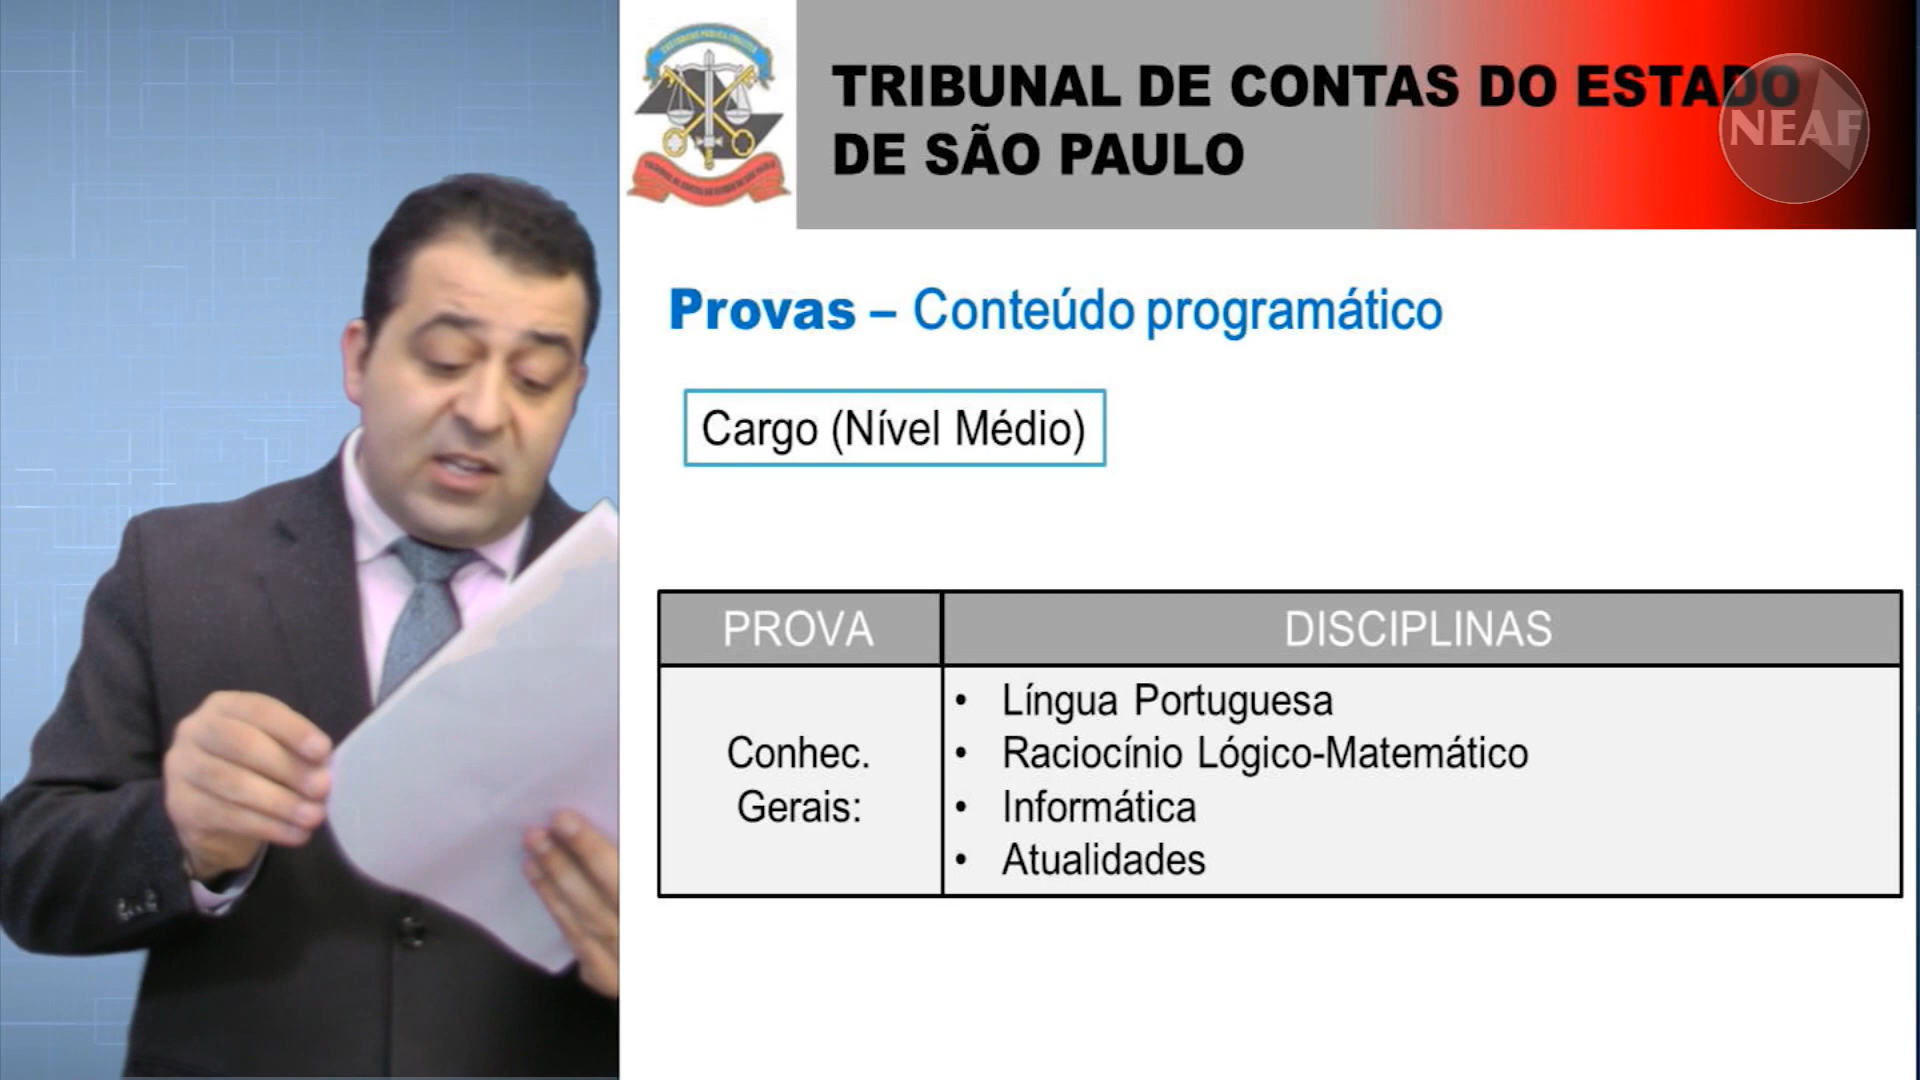 TRIBUNAL DE CONTAS DO ESTADO
DE SÃO PAULO
NEAF
Provas – Conteúdo programático
Cargo (Nível Médio)
PROVA
DISCIPLINAS
Conhec.
Gerais:
• Língua Portuguesa
• Raciocínio Lógico-Matemático
• Informática
• Atualidades